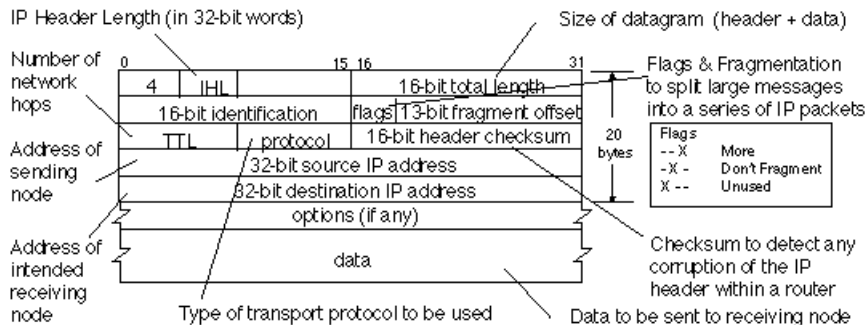 IP Header Length (in 32-bit words)
Size of datagram (header + data)
Number of
network
hops
0
15
16
31
Flags & Fragmentation
to split large messages
into a series of IP packets
4
IHL
16-bit total length
16-bit identification
flags
13-bit fragment offset
TTL
protocol
16-bit header checksum
20
bytes
Flags
--X More
-X- Don't Fragment
X-- Unused
Address of
sending
node
32-bit source IP address
32-bit destination IP address
options (if any)
Address of
intended
receiving
node
data
Checksum to detect any
corruption of the IP
header within a router
Type of transport protocol to be used
Data to be sent to receiving node